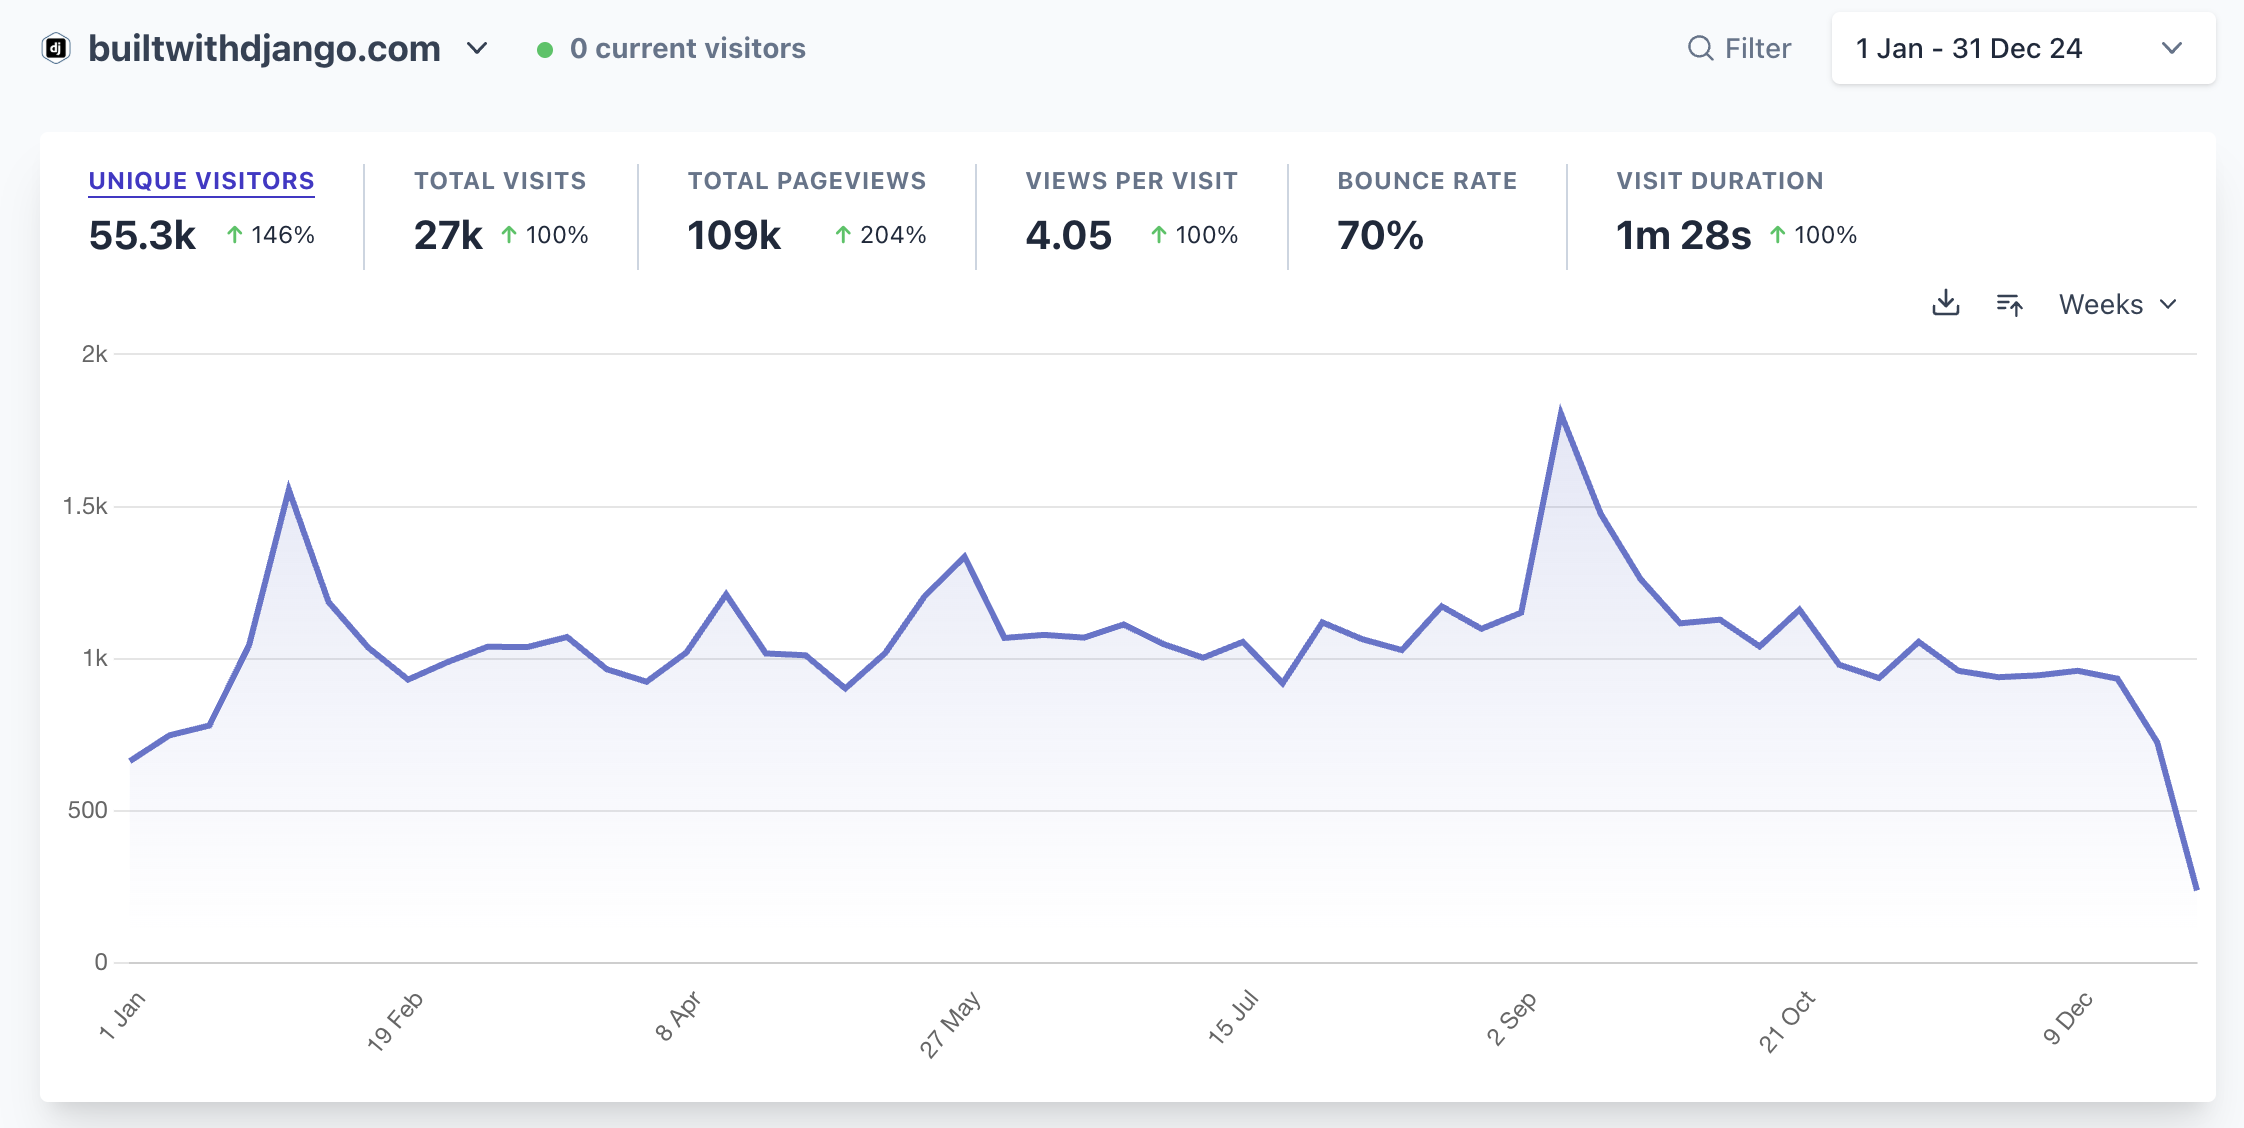 dj builtwithdjango.com 0 current visitors Filter 1 Jan - 31 Dec 24
UNIQUE VISITORS TOTAL VISITS TOTAL PAGEVIEWS VIEWS PER VISIT BOUNCE RATE VISIT DURATION
55.3k 146% 27k 100% 109k 204% 4.05 100% 70% 1m 28s 100%
Weeks
2k
1.5k
1k
500
0
1 Jan 19 Feb 8 Apr 27 May 15 Jul 2 Sep 21 Oct 9 Dec